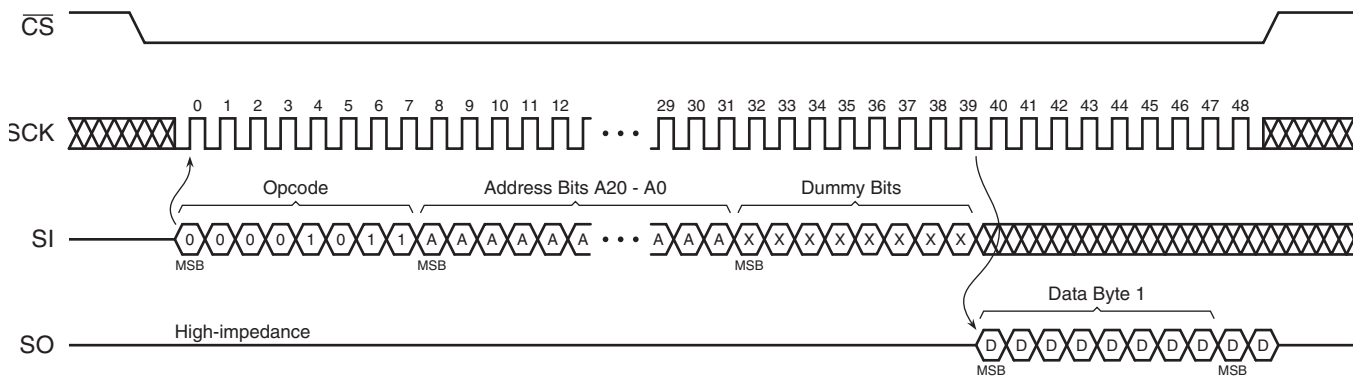 CS
0 1 2 3 4 5 6 7 8 9 10 11 12 29 30 31 32 33 34 35 36 37 38 39 40 41 42 43 44 45 46 47 48
SCK • • •
Opcode Address Bits A20 - A0 Dummy Bits
SI 0 0 0 0 1 0 1 1 A A A A A A • • • A A A X X X X X X X X
MSB MSB MSB
Data Byte 1
High-impedance
SO D D D D D D D D D D
MSB MSB